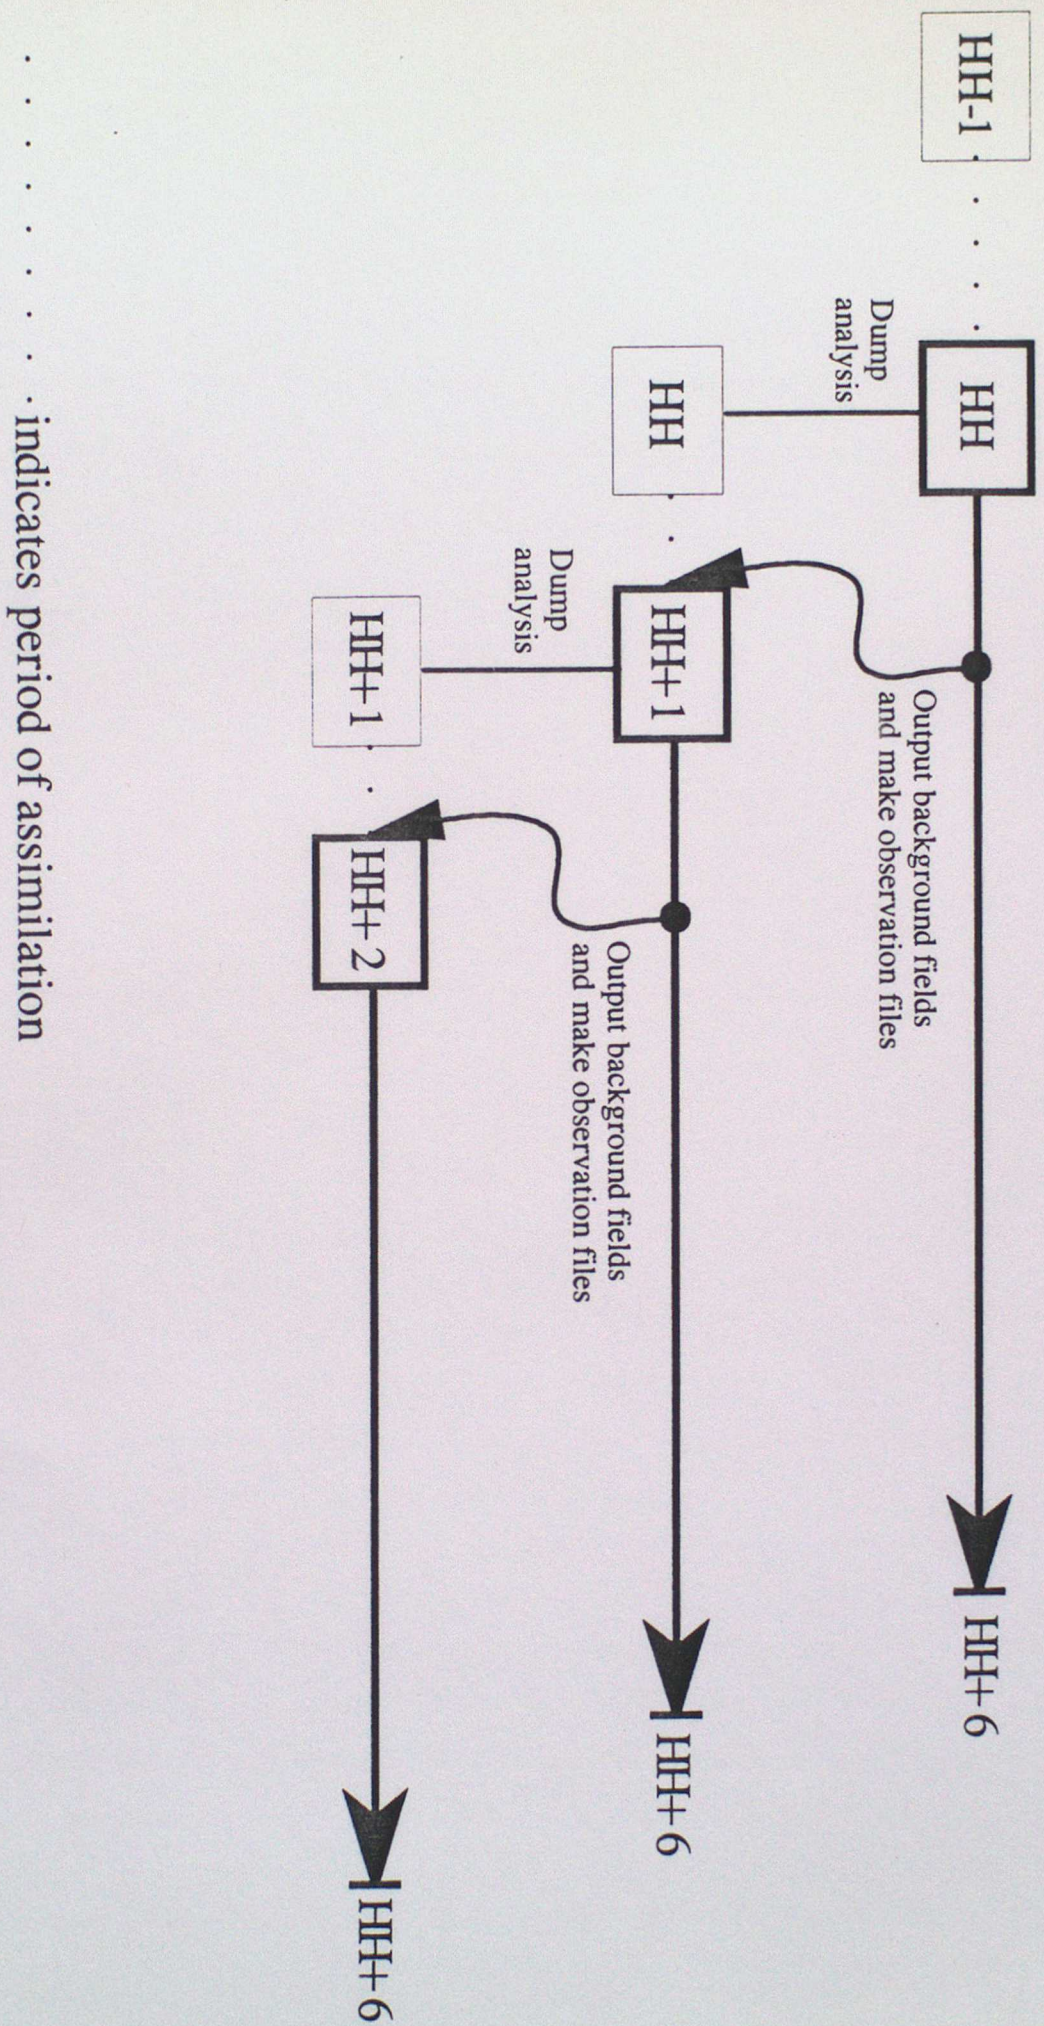 HH-1
HH
HH+6
Dump
analysis
Output background fields
and make observation files
HH
HH+1
HH+6
Dump
analysis
Output background fields
and make observation files
HH+1
HH+2
HH+6
indicates period of assimilation